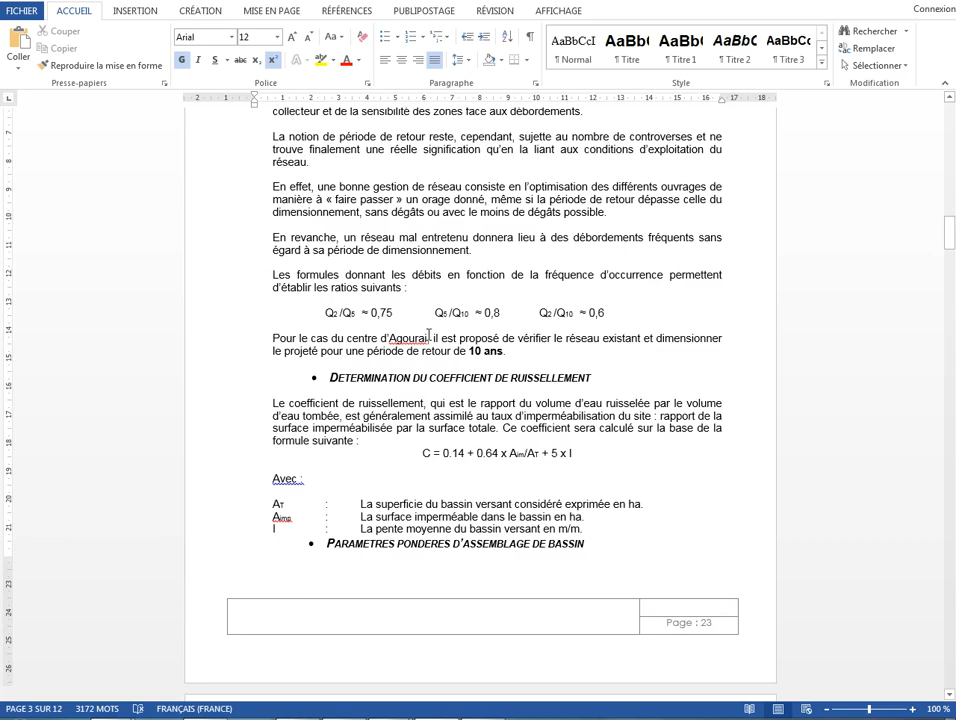 FICHIER ACCUEIL INSERTION CRÉATION MISE EN PAGE RÉFÉRENCES PUBLIPOSTAGE RÉVISION AFFICHAGE Connexion
Coller
Couper
Copier
Reproduire la mise en forme
Presse-papiers
Arial 12
Police
Paragraphe
AaBbCcI AaBb( AaBb( AaBbC AaBbCc
¶ Normal ¶ Titre ¶ Titre 1 ¶ Titre 2 ¶ Titre 3
Style
Rechercher
Remplacer
Sélectionner
Modification
collecteur et de la sensibilité des zones face aux débordements.
La notion de période de retour reste, cependant, sujette au nombre de controverses et ne
trouve finalement une réelle signification qu'en la liant aux conditions d'exploitation du
réseau.
En effet, une bonne gestion de réseau consiste en l'optimisation des différents ouvrages de
manière à « faire passer » un orage donné, même si la période de retour dépasse celle du
dimensionnement, sans dégâts ou avec le moins de dégâts possible.
En revanche, un réseau mal entretenu donnera lieu à des débordements fréquents sans
égard à sa période de dimensionnement.
Les formules donnant les débits en fonction de la fréquence d'occurrence permettent
d'établir les ratios suivants :
Q2 /Q5 ≈ 0,75 Q5 /Q10 ≈ 0,8 Q2 /Q10 ≈ 0,6
Pour le cas du centre d'Agourai il est proposé de vérifier le réseau existant et dimensionner
le projeté pour une période de retour de 10 ans.
• DETERMINATION DU COEFFICIENT DE RUISSELLEMENT
Le coefficient de ruissellement, qui est le rapport du volume d'eau ruisselée par le volume
d'eau tombée, est généralement assimilé au taux d'imperméabilisation du site : rapport de la
surface imperméabilisée par la surface totale. Ce coefficient sera calculé sur la base de la
formule suivante :
C = 0.14 + 0.64 x Aim/AT + 5 x I
Avec :
AT : La superficie du bassin versant considéré exprimée en ha.
Aimp : La surface imperméable dans le bassin en ha.
I : La pente moyenne du bassin versant en m/m.
• PARAMETRES PONDERES D'ASSEMBLAGE DE BASSIN
Page : 23
PAGE 3 SUR 12 3172 MOTS FRANÇAIS (FRANCE) 100 %